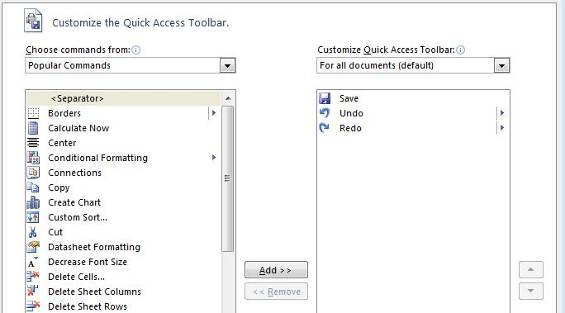 Customize the Quick Access Toolbar.
Choose commands from:
Popular Commands
<Separator>
Borders
Calculate Now
Center
Conditional Formatting
Connections
Copy
Create Chart
Custom Sort...
Cut
Datasheet Formatting
Decrease Font Size
Delete Cells...
Delete Sheet Columns
Delete Sheet Rows
Add >>
<< Remove
Customize Quick Access Toolbar:
For all documents (default)
Save
Undo
Redo